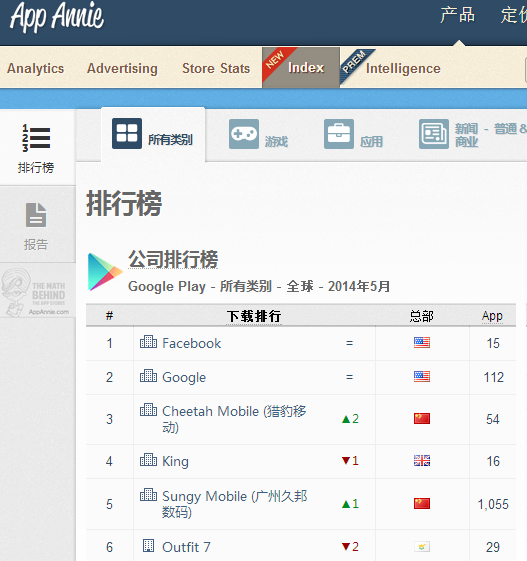 App Annie
产品
定价
Analytics
Advertising
Store Stats
NEW
Index
PREM
Intelligence
1
2
3
排行榜
报告
THE MATH
BEHIND
THE APP STORES
AppAnnie.com
所有类别
游戏
应用
新闻 - 普通 &
商业
排行榜
公司排行榜
Google Play - 所有类别 - 全球 - 2014年5月
# 下载排行 总部 App
1 Facebook = 15
2 Google = 112
3 Cheetah Mobile (猎豹移
动) ▲2 54
4 King ▼1 16
5 Sungy Mobile (广州久邦
数码) ▲1 1,055
6 Outfit 7 ▼2 29